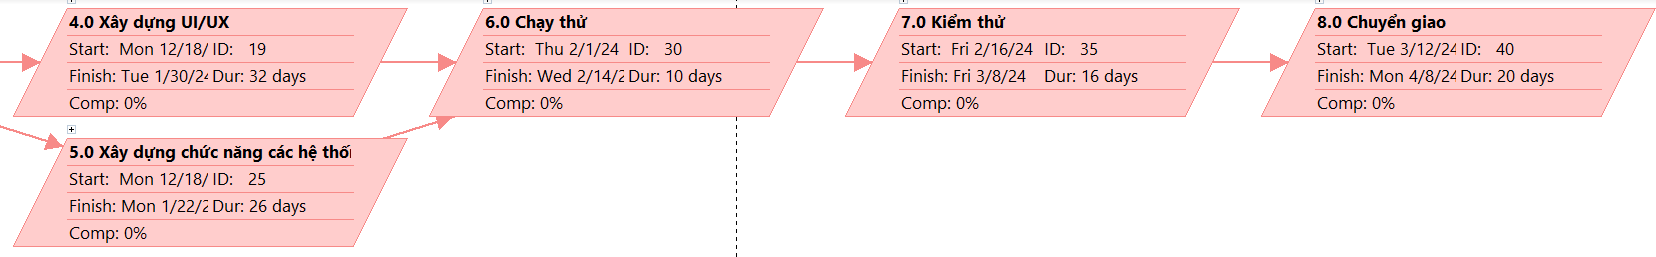 4.0 Xây dựng UI/UX
Start: Mon 12/18/ ID: 19
Finish: Tue 1/30/24 Dur: 32 days
Comp: 0%
5.0 Xây dựng chức năng các hệ thối
Start: Mon 12/18/ ID: 25
Finish: Mon 1/22/2 Dur: 26 days
Comp: 0%
6.0 Chạy thử
Start: Thu 2/1/24 ID: 30
Finish: Wed 2/14/2 Dur: 10 days
Comp: 0%
7.0 Kiểm thử
Start: Fri 2/16/24 ID: 35
Finish: Fri 3/8/24 Dur: 16 days
Comp: 0%
8.0 Chuyển giao
Start: Tue 3/12/24 ID: 40
Finish: Mon 4/8/24 Dur: 20 days
Comp: 0%